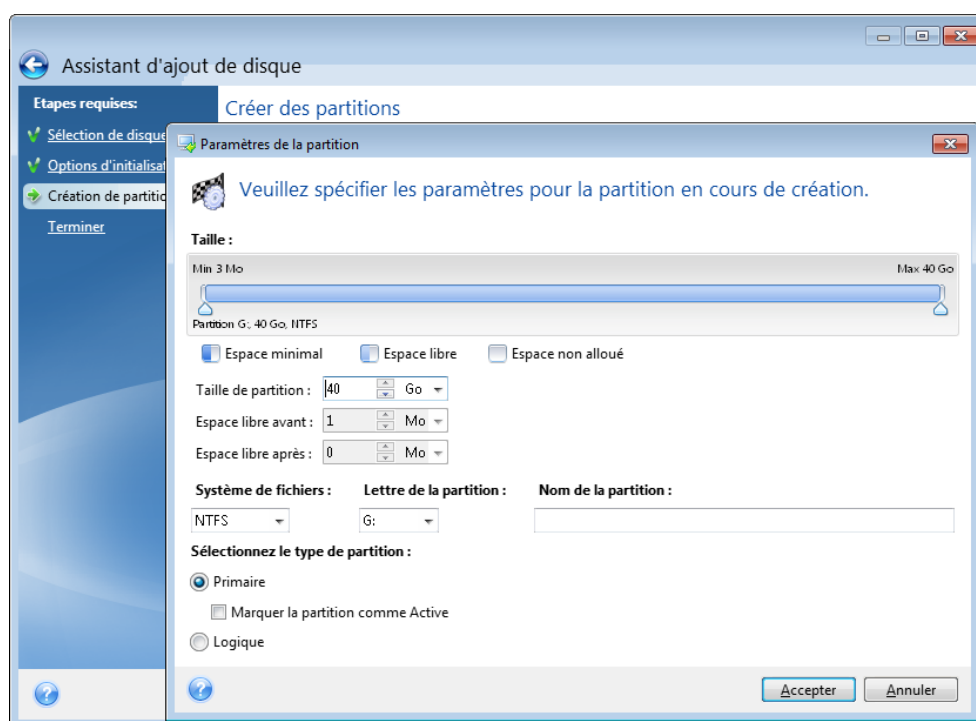 Assistant d'ajout de disque
Etapes requises:
Sélection de disque
Options d'initialisat
Création de partitio
Terminer
Créer des partitions
Paramètres de la partition
Veuillez spécifier les paramètres pour la partition en cours de création.
Taille :
Min 3 Mo Max 40 Go
Partition G:, 40 Go, NTFS
Espace minimal Espace libre Espace non alloué
Taille de partition : 40 Go
Espace libre avant : 1 Mo
Espace libre après : 0 Mo
Système de fichiers : Lettre de la partition : Nom de la partition :
NTFS G:
Sélectionnez le type de partition :
Primaire
Marquer la partition comme Active
Logique
Accepter Annuler